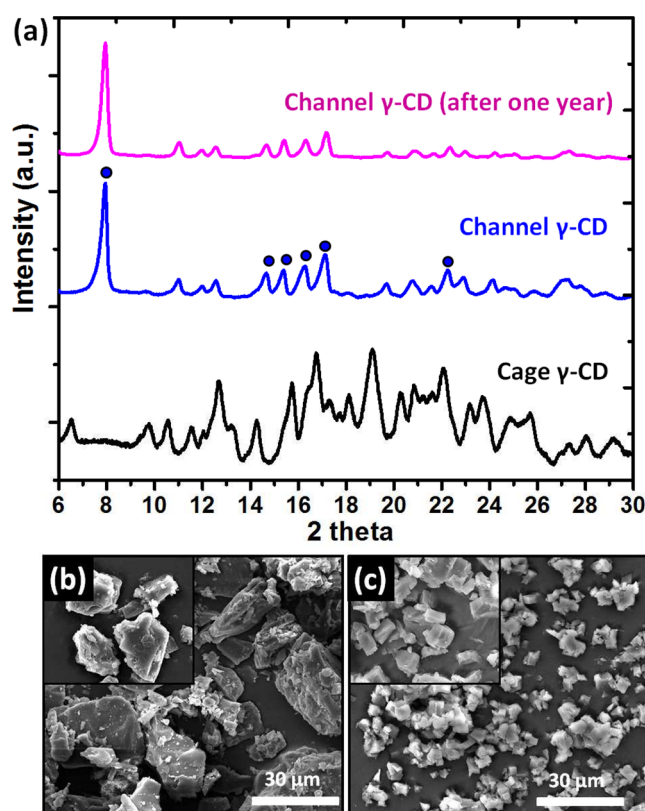 (a)
Channel γ-CD (after one year)
Channel γ-CD
Cage γ-CD
Intensity (a.u.)
6 8 10 12 14 16 18 20 22 24 26 28 30
2 theta
(b)
30 μm
(c)
30 μm